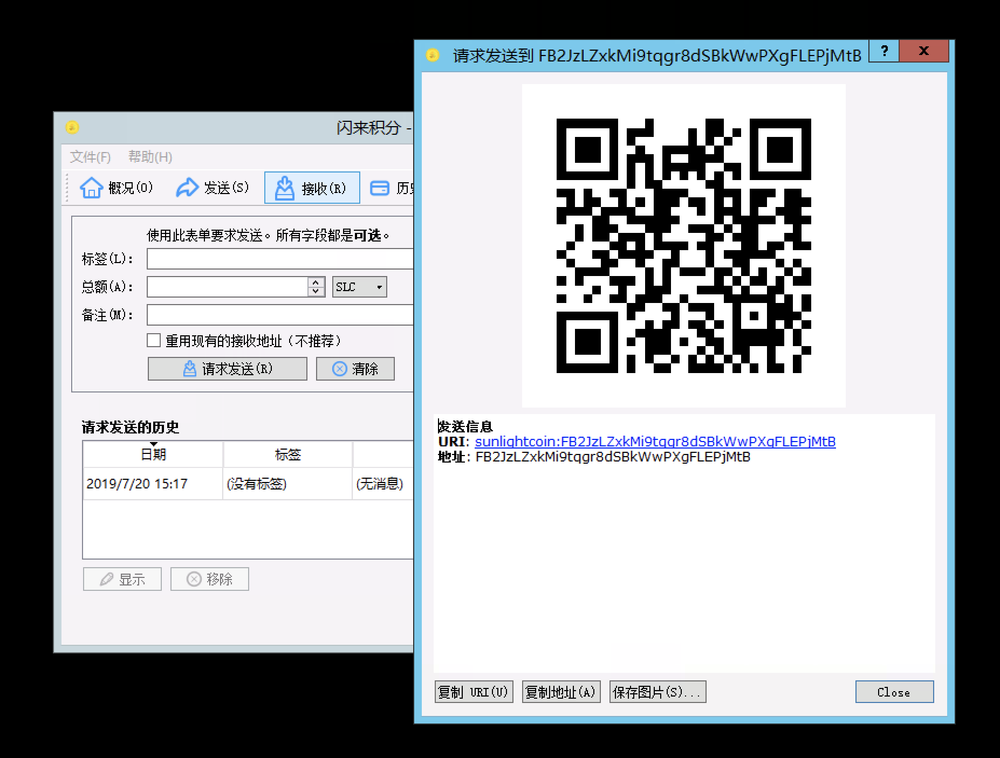 闪来积分 -
文件(F) 帮助(H)
概况(O) 发送(S) 接收(R)
使用此表单要求发送。所有字段都是可选。
标签(L):
总额(A): SLC
备注(M):
重用现有的接收地址（不推荐）
请求发送(R) 清除
请求发送的历史
日期 标签
2019/7/20 15:17 (没有标签) (无消息)
显示 移除
请求发送到 FB2JzLZxkMi9tqgr8dSBkWwPXgFLEPjMtB ? X
发送信息
URI: sunlightcoin:FB2JzLZxkMi9tqgr8dSBkWwPXgFLEPjMtB
地址: FB2JzLZxkMi9tqgr8dSBkWwPXgFLEPjMtB
复制 URI(U) 复制地址(A) 保存图片(S)... Close